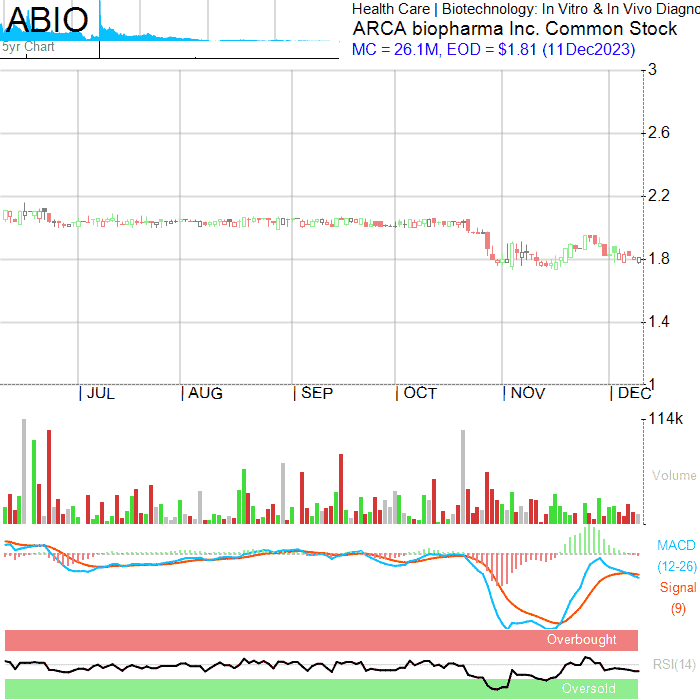 ABIO
5yr Chart
Health Care | Biotechnology: In Vitro & In Vivo Diagno
ARCA biopharma Inc. Common Stock
MC = 26.1M, EOD = $1.81 (11Dec2023)
3
2.6
2.2
1.8
1.4
1
| JUL | AUG | SEP | OCT | NOV | DEC
114k
Volume
MACD
(12-26)
Signal
(9)
Overbought
RSI(14)
Oversold